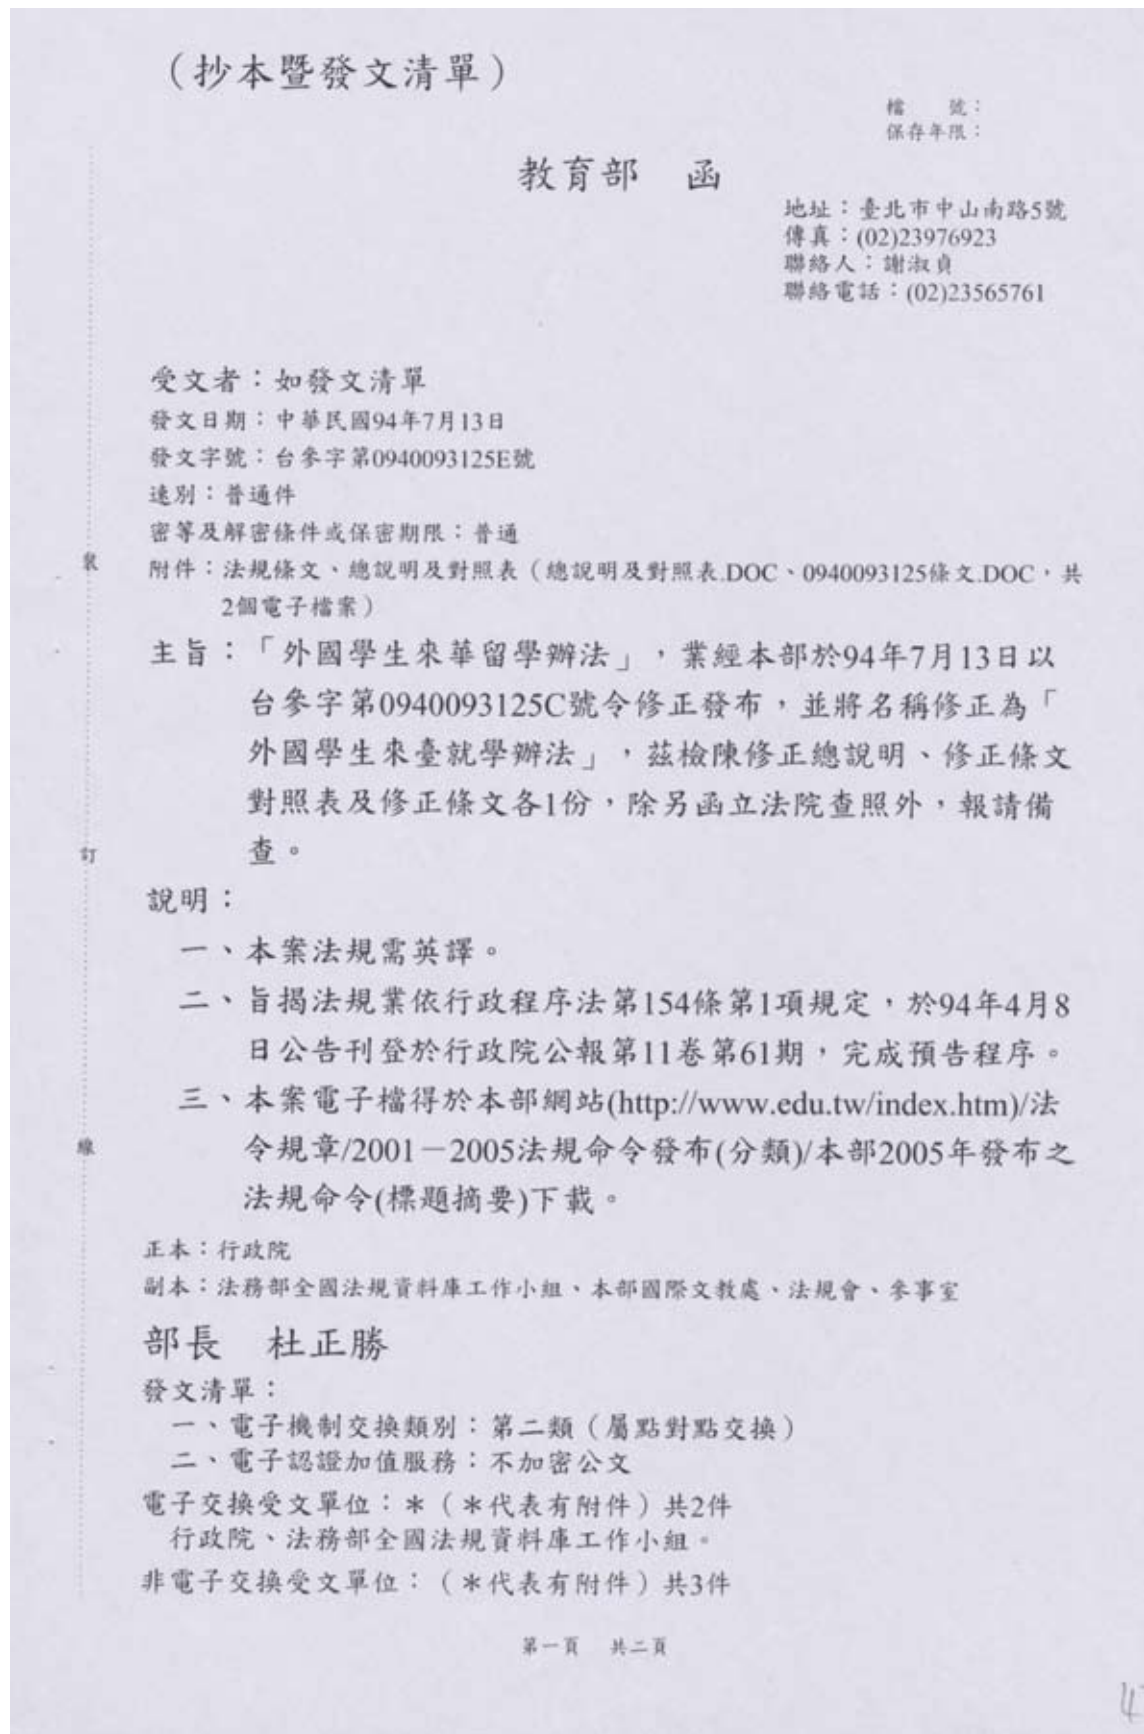 （抄本暨發文清單）
檔　　號：
保存年限：
教育部　函
地址：臺北市中山南路5號
傳真：(02)23976923
聯絡人：謝淑貞
聯絡電話：(02)23565761
受文者：如發文清單
發文日期：中華民國94年7月13日
發文字號：台參字第0940093125E號
速別：普通件
密等及解密條件或保密期限：普通
附件：法規條文、總說明及對照表（總說明及對照表.DOC、0940093125條文.DOC，共
2個電子檔案）
主旨：「外國學生來華留學辦法」，業經本部於94年7月13日以
台參字第0940093125C號令修正發布，並將名稱修正為「
外國學生來臺就學辦法」，茲檢陳修正總說明、修正條文
對照表及修正條文各1份，除另函立法院查照外，報請備
查。
說明：
一、本案法規需英譯。
二、旨揭法規業依行政程序法第154條第1項規定，於94年4月8
日公告刊登於行政院公報第11卷第61期，完成預告程序。
三、本案電子檔得於本部網站(http://www.edu.tw/index.htm)/法
令規章/2001－2005法規命令發布(分類)/本部2005年發布之
法規命令(標題摘要)下載。
正本：行政院
副本：法務部全國法規資料庫工作小組、本部國際文教處、法規會、參事室
部長　杜正勝
發文清單：
一、電子機制交換類別：第二類（屬點對點交換）
二、電子認證加值服務：不加密公文
電子交換受文單位：＊（＊代表有附件）共2件
行政院、法務部全國法規資料庫工作小組。
非電子交換受文單位：（＊代表有附件）共3件
第一頁　共二頁
裝
訂
線